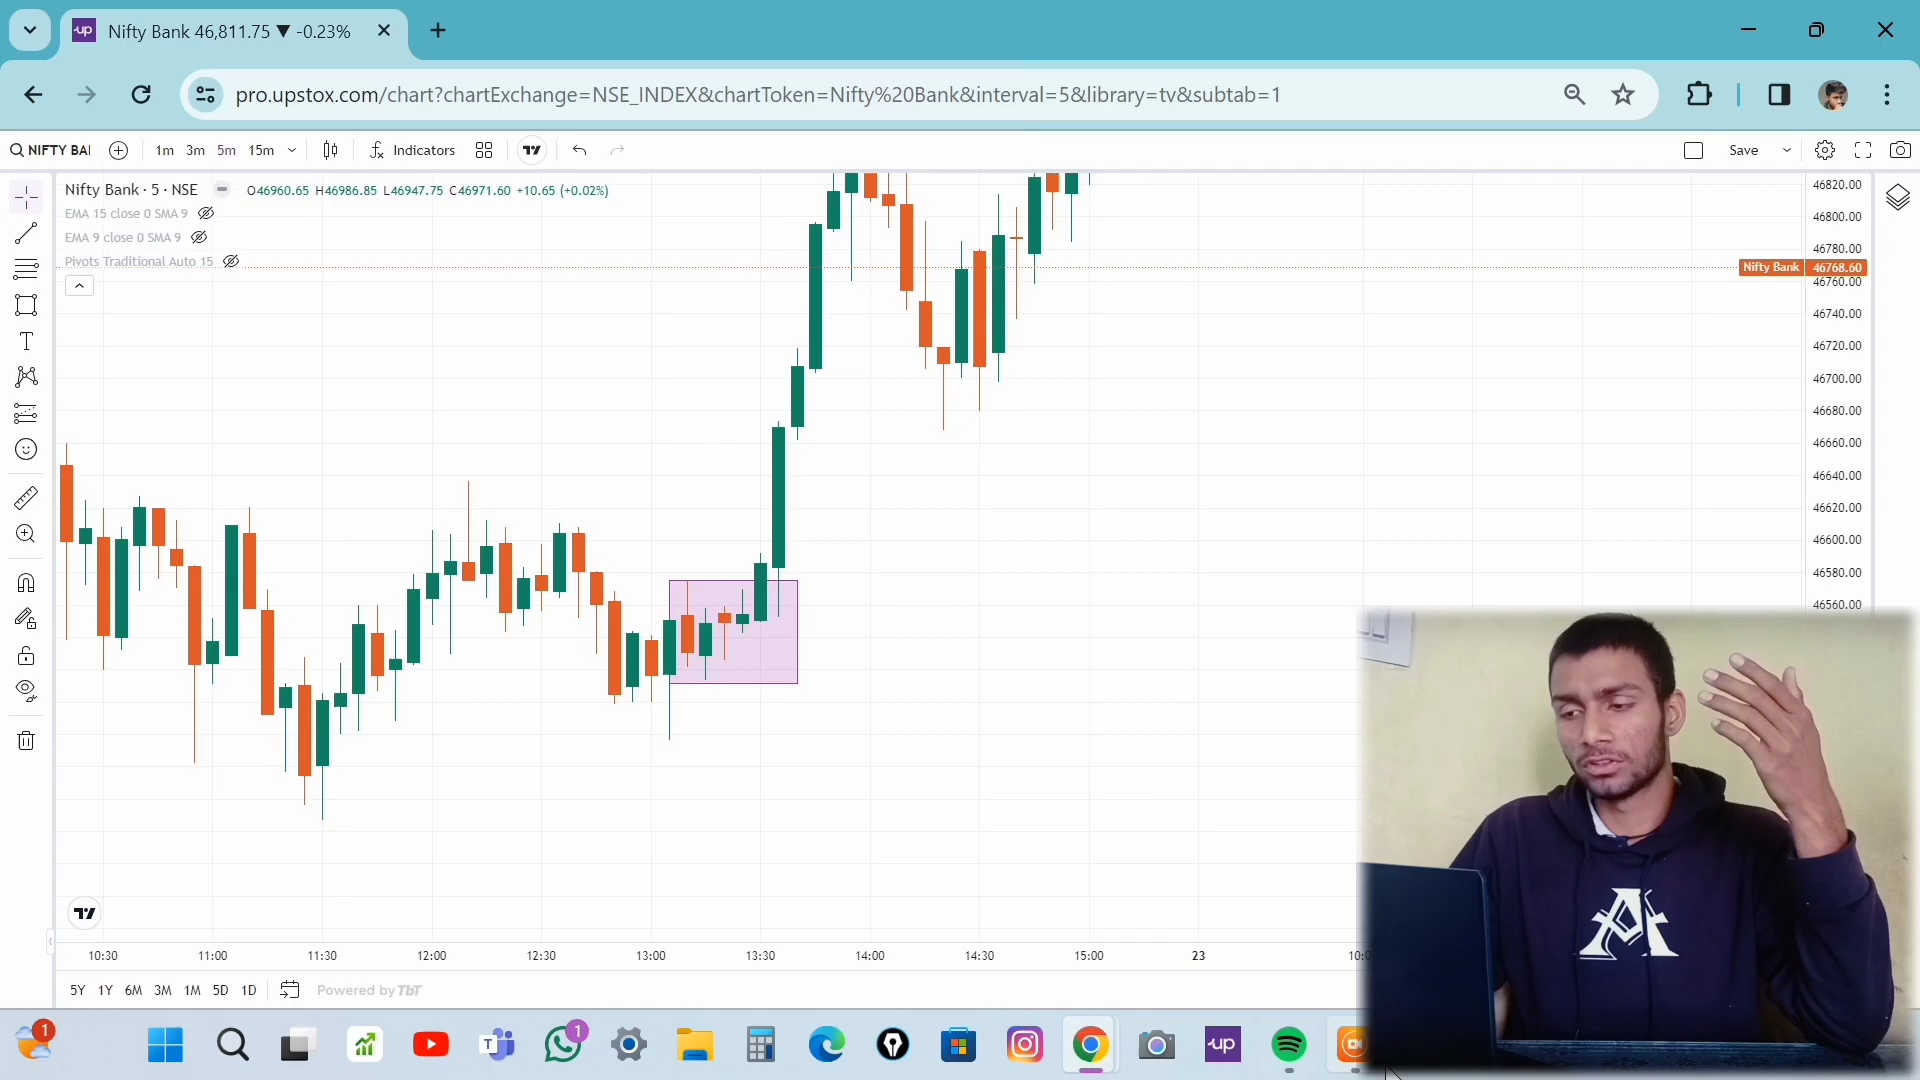 Nifty Bank 46,811.75 ▼ -0.23%
pro.upstox.com/chart?chartExchange=NSE_INDEX&chartToken=Nifty%20Bank&interval=5&library=tv&subtab=1
NIFTY BAI
1m 3m 5m 15m
Indicators
Save
Nifty Bank · 5 · NSE
O46960.65 H46986.85 L46947.75 C46971.60 +10.65 (+0.02%)
EMA 15 close 0 SMA 9
EMA 9 close 0 SMA 9
Pivots Traditional Auto 15
46820.00
46800.00
46780.00
Nifty Bank 46768.60
46760.00
46740.00
46720.00
46700.00
46680.00
46660.00
46640.00
46620.00
46600.00
46580.00
46560.00
10:30 11:00 11:30 12:00 12:30 13:00 13:30 14:00 14:30 15:00 23
5Y 1Y 6M 3M 1M 5D 1D
Powered by TbT
1
1
up
up